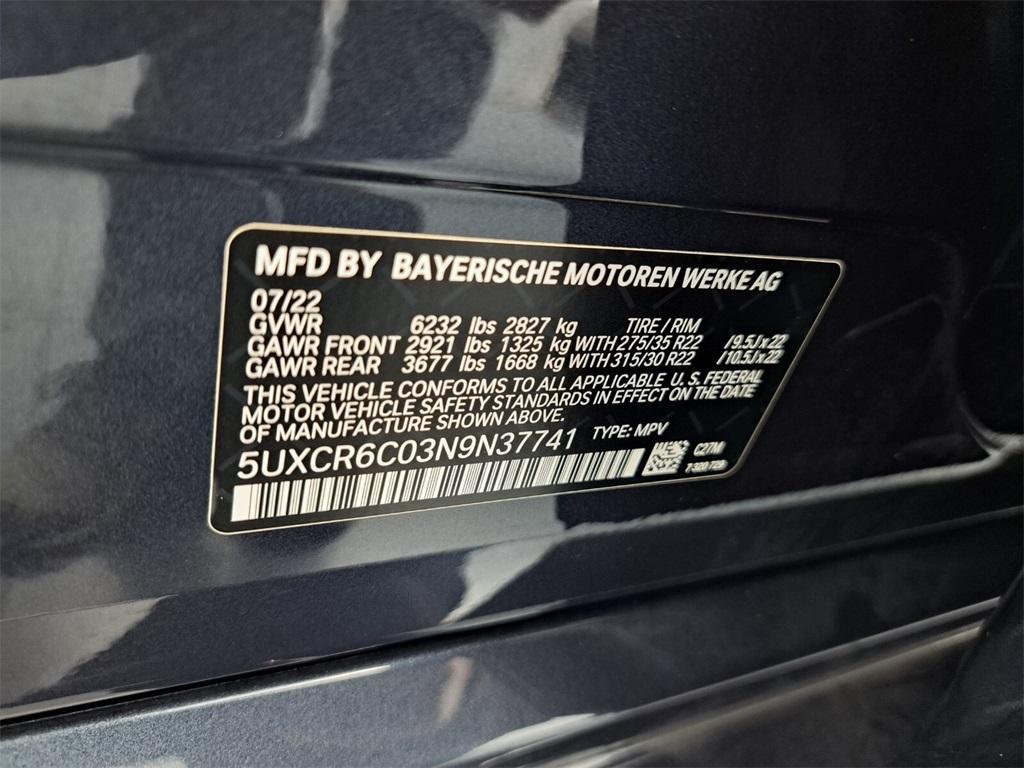 MFD BY BAYERISCHE MOTOREN WERKE AG
07/22
GVWR 6232 lbs 2827 kg TIRE / RIM
GAWR FRONT 2921 lbs 1325 kg WITH 275/35 R22 /9.5Jx22
GAWR REAR 3677 lbs 1668 kg WITH 315/30 R22 /10.5Jx22
THIS VEHICLE CONFORMS TO ALL APPLICABLE U.S. FEDERAL
MOTOR VEHICLE SAFETY STANDARDS IN EFFECT ON THE DATE
OF MANUFACTURE SHOWN ABOVE.
5UXCR6C03N9N37741 TYPE: MPV
C27M